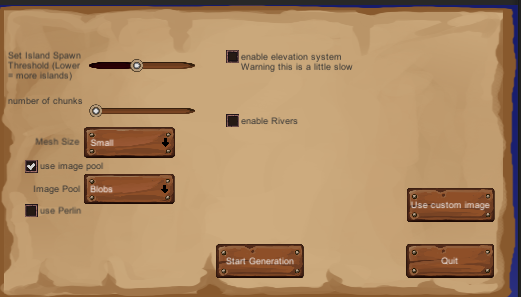 Set Island Spawn
Threshold (Lower
= more islands)
enable elevation system
Warning this is a little slow
number of chunks
enable Rivers
Mesh Size
Small
use image pool
Image Pool
Blobs
use Perlin
Use custom image
Start Generation
Quit